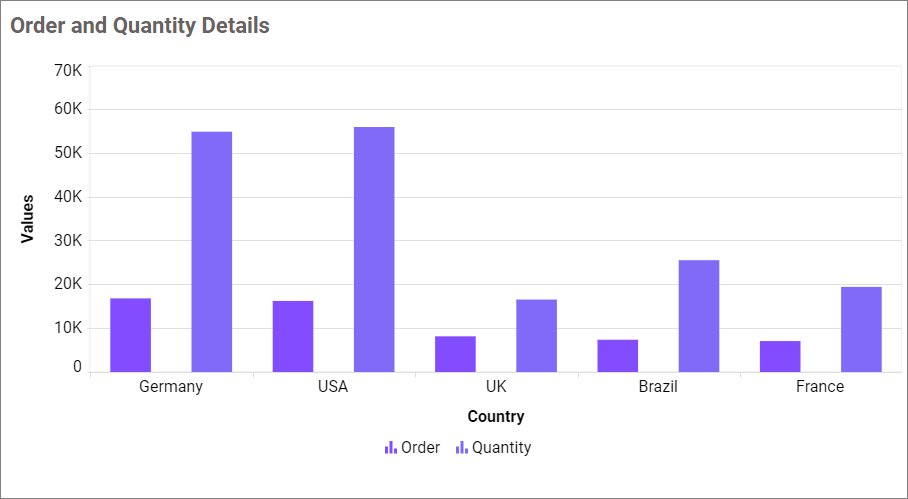 Order and Quantity Details
70K
60K
50K
40K
30K
20K
10K
0
Values
Germany USA UK Brazil France
Country
Order Quantity